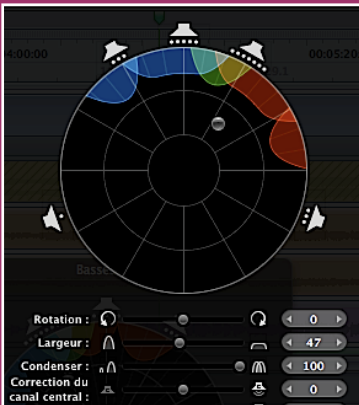 4:00:00
00:05:20
Basse
Rotation : 0
Largeur : 47
Condenser : 100
Correction du
canal central : 0